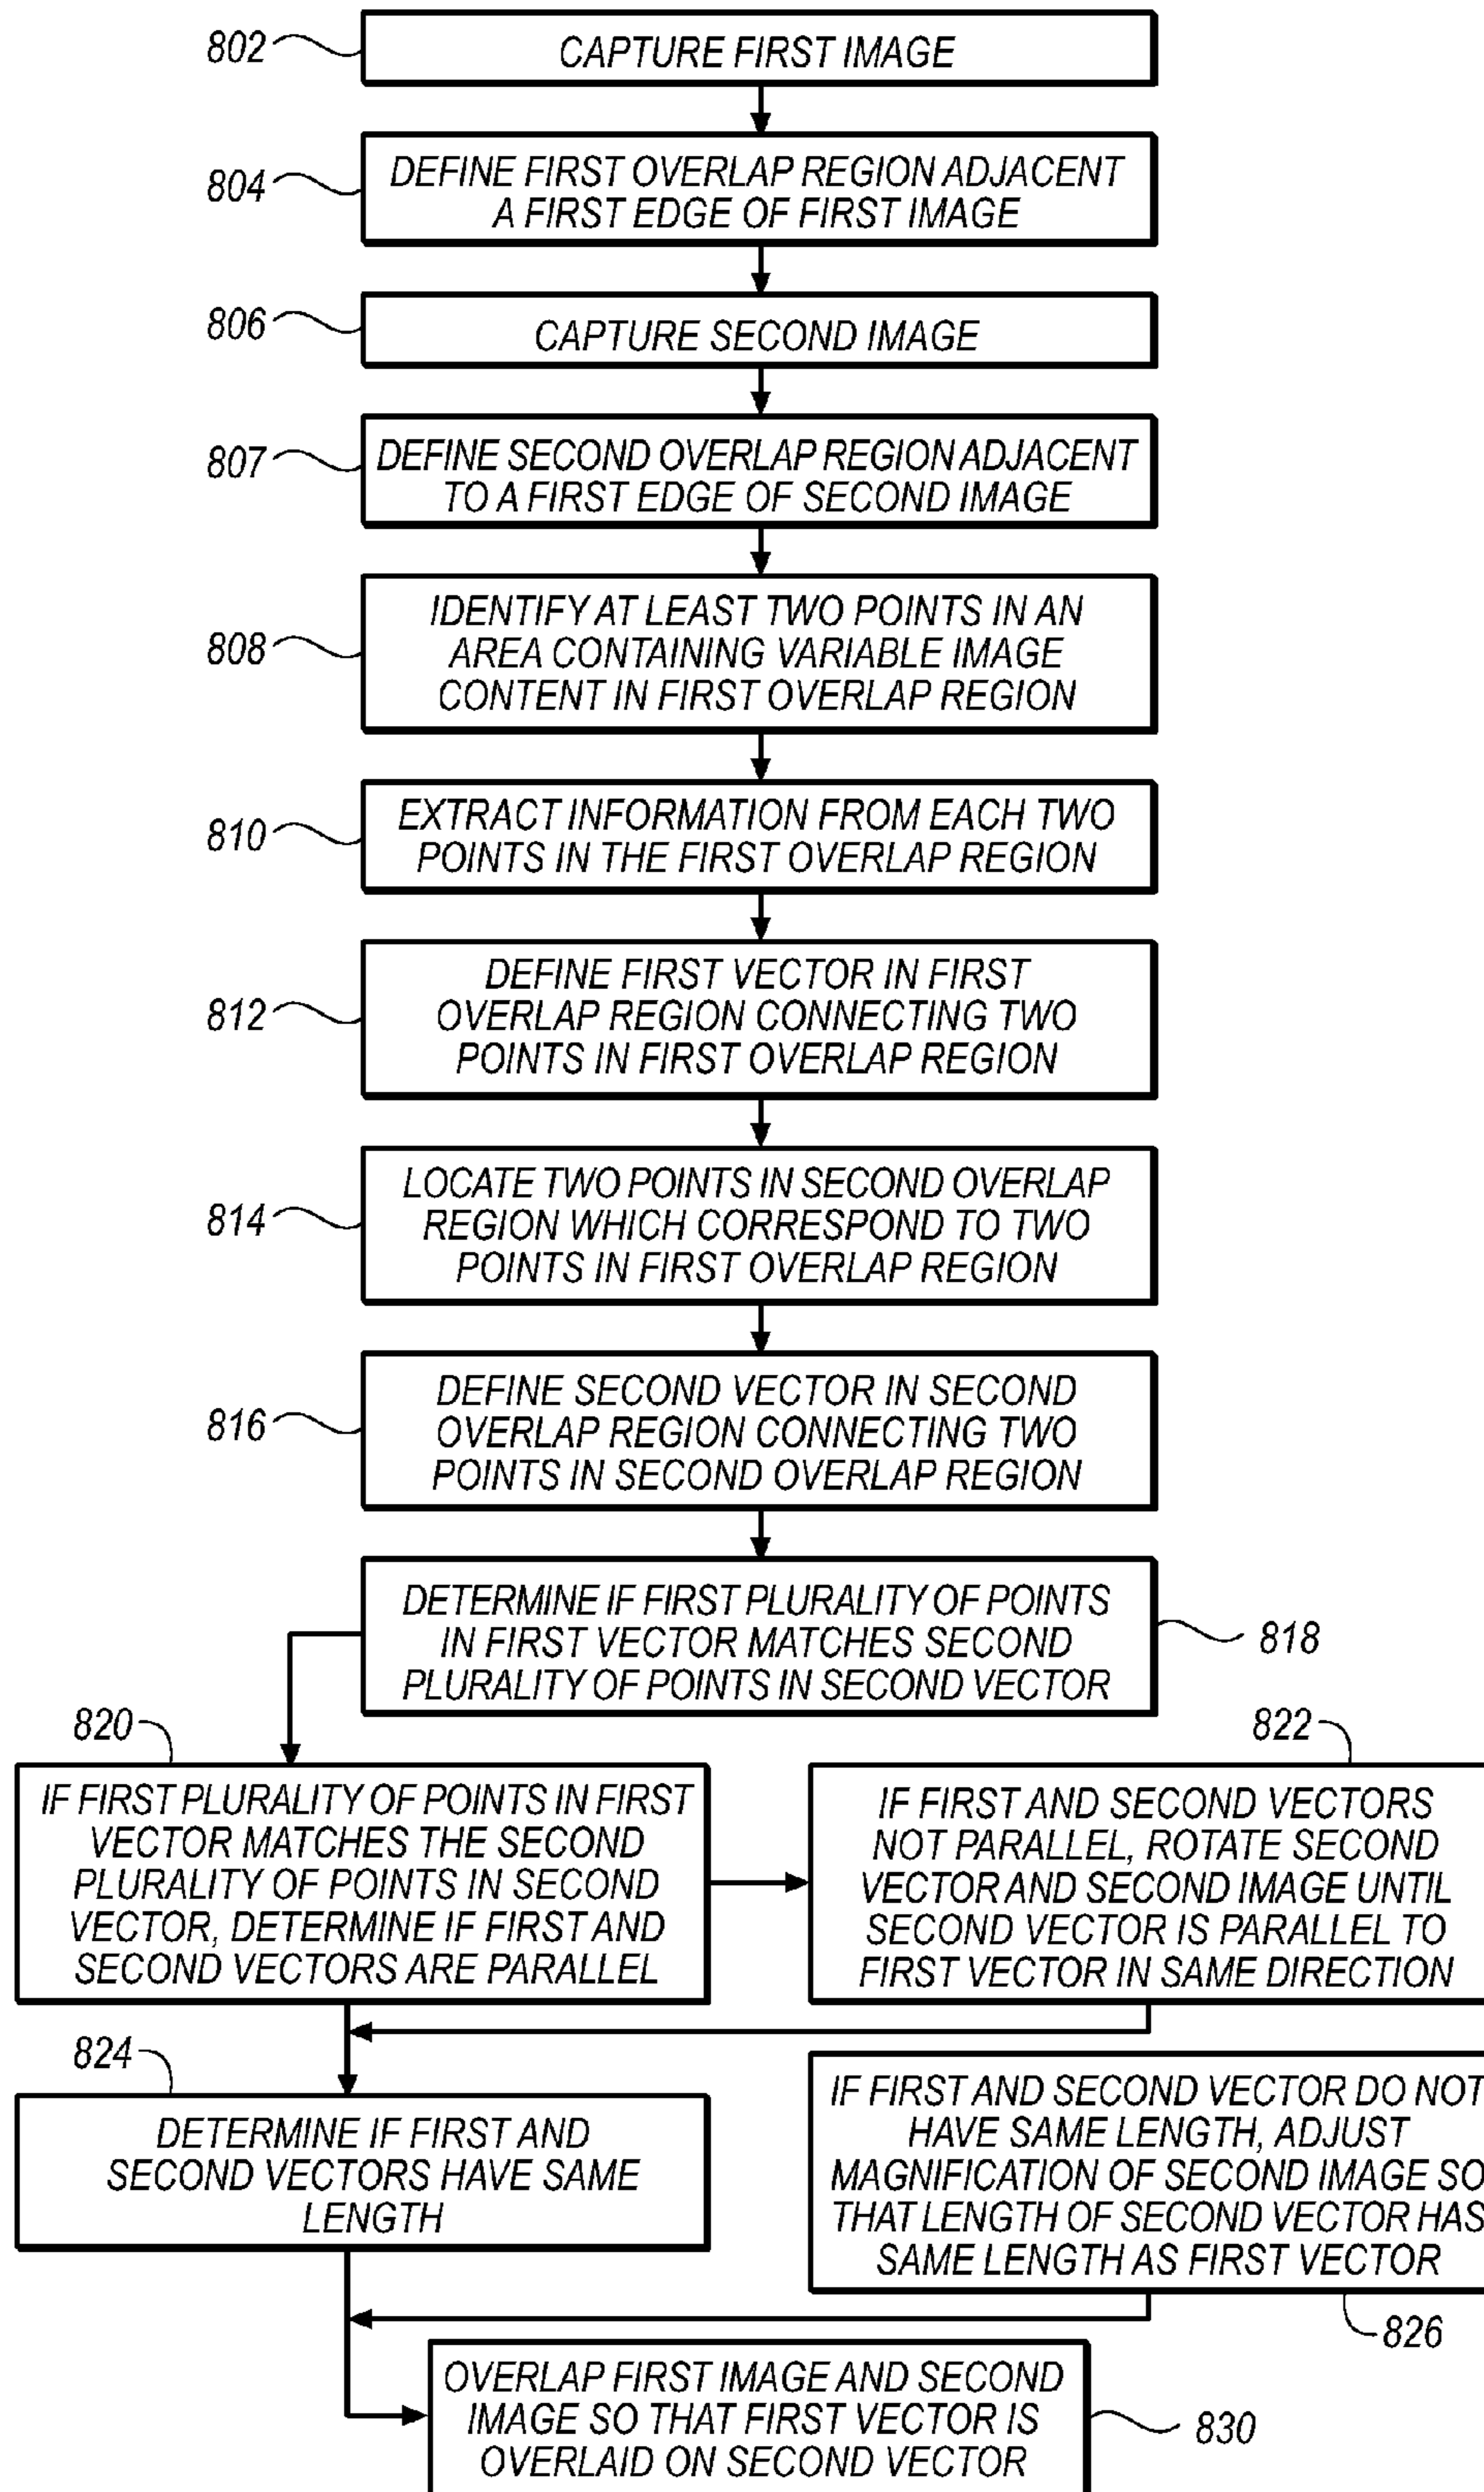 802
CAPTURE FIRST IMAGE
804
DEFINE FIRST OVERLAP REGION ADJACENT
A FIRST EDGE OF FIRST IMAGE
806
CAPTURE SECOND IMAGE
807
DEFINE SECOND OVERLAP REGION ADJACENT
TO A FIRST EDGE OF SECOND IMAGE
808
IDENTIFY AT LEAST TWO POINTS IN AN
AREA CONTAINING VARIABLE IMAGE
CONTENT IN FIRST OVERLAP REGION
810
EXTRACT INFORMATION FROM EACH TWO
POINTS IN THE FIRST OVERLAP REGION
812
DEFINE FIRST VECTOR IN FIRST
OVERLAP REGION CONNECTING TWO
POINTS IN FIRST OVERLAP REGION
814
LOCATE TWO POINTS IN SECOND OVERLAP
REGION WHICH CORRESPOND TO TWO
POINTS IN FIRST OVERLAP REGION
816
DEFINE SECOND VECTOR IN SECOND
OVERLAP REGION CONNECTING TWO
POINTS IN SECOND OVERLAP REGION
DETERMINE IF FIRST PLURALITY OF POINTS
IN FIRST VECTOR MATCHES SECOND
PLURALITY OF POINTS IN SECOND VECTOR
818
820
IF FIRST PLURALITY OF POINTS IN FIRST
VECTOR MATCHES THE SECOND
PLURALITY OF POINTS IN SECOND
VECTOR, DETERMINE IF FIRST AND
SECOND VECTORS ARE PARALLEL
822
IF FIRST AND SECOND VECTORS
NOT PARALLEL, ROTATE SECOND
VECTOR AND SECOND IMAGE UNTIL
SECOND VECTOR IS PARALLEL TO
FIRST VECTOR IN SAME DIRECTION
824
DETERMINE IF FIRST AND
SECOND VECTORS HAVE SAME
LENGTH
IF FIRST AND SECOND VECTOR DO NOT
HAVE SAME LENGTH, ADJUST
MAGNIFICATION OF SECOND IMAGE SO
THAT LENGTH OF SECOND VECTOR HAS
SAME LENGTH AS FIRST VECTOR
826
OVERLAP FIRST IMAGE AND SECOND
IMAGE SO THAT FIRST VECTOR IS
OVERLAID ON SECOND VECTOR
830